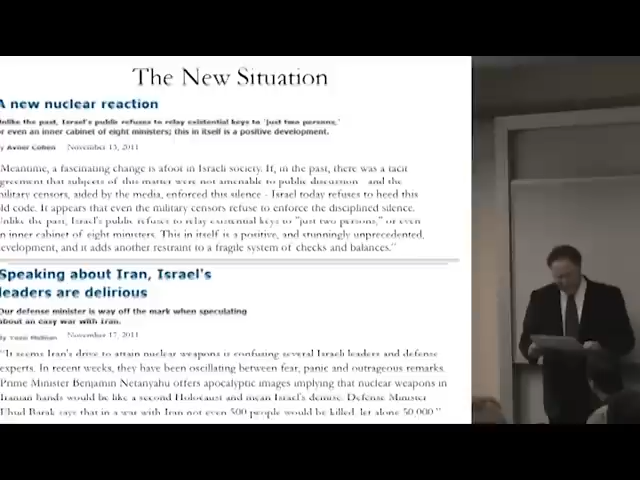 The New Situation
A new nuclear reaction
Unlike the past, Israel's public refuses to relay existential keys to 'just two persons,'
or even an inner cabinet of eight ministers; this in itself is a positive development.
By Avner Cohen November 13, 2011
"Meantime, a fascinating change is afoot in Israeli society. If, in the past, there was a tacit
agreement that subjects of this matter were not amenable to public discussion and the
military censors, aided by the media, enforced this silence - Israel today refuses to heed this
old code. It appears that even the military censors refuse to enforce the disciplined silence.
Unlike the past, Israel's public refuses to relay existential keys to "just two persons," or even
an inner cabinet of eight ministers. This in itself is a positive, and stunningly unprecedented,
development, and it adds another restraint to a fragile system of checks and balances."
Speaking about Iran, Israel's
leaders are delirious
Our defense minister is way off the mark when speculating
about an easy war with Iran.
By Yossi Melman November 17, 2011
"It seems Iran's drive to attain nuclear weapons is confusing several Israeli leaders and defense
experts. In recent weeks, they have been oscillating between fear, panic and outrageous remarks.
Prime Minister Benjamin Netanyahu offers apocalyptic images implying that nuclear weapons in
Iranian hands would be like a second Holocaust and mean Israel's demise. Defense Minister
Ehud Barak says that in a war with Iran not even 500 people would be killed, let alone 50,000."